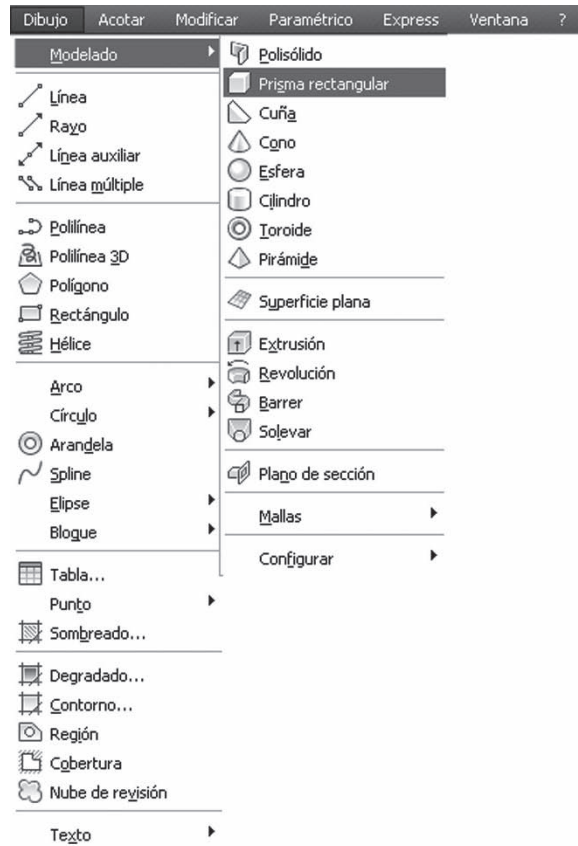 Dibujo Acotar Modificar Paramétrico Express Ventana ?
Modelado
Línea
Rayo
Línea auxiliar
Línea múltiple
Polilínea
Polilínea 3D
Polígono
Rectángulo
Hélice
Arco
Círculo
Arandela
Spline
Elipse
Bloque
Tabla...
Punto
Sombreado...
Degradado...
Contorno...
Región
Cobertura
Nube de revisión
Texto
Polisólido
Prisma rectangular
Cuña
Cono
Esfera
Cilindro
Toroide
Pirámide
Superficie plana
Extrusión
Revolución
Barrer
Solevar
Plano de sección
Mallas
Configurar